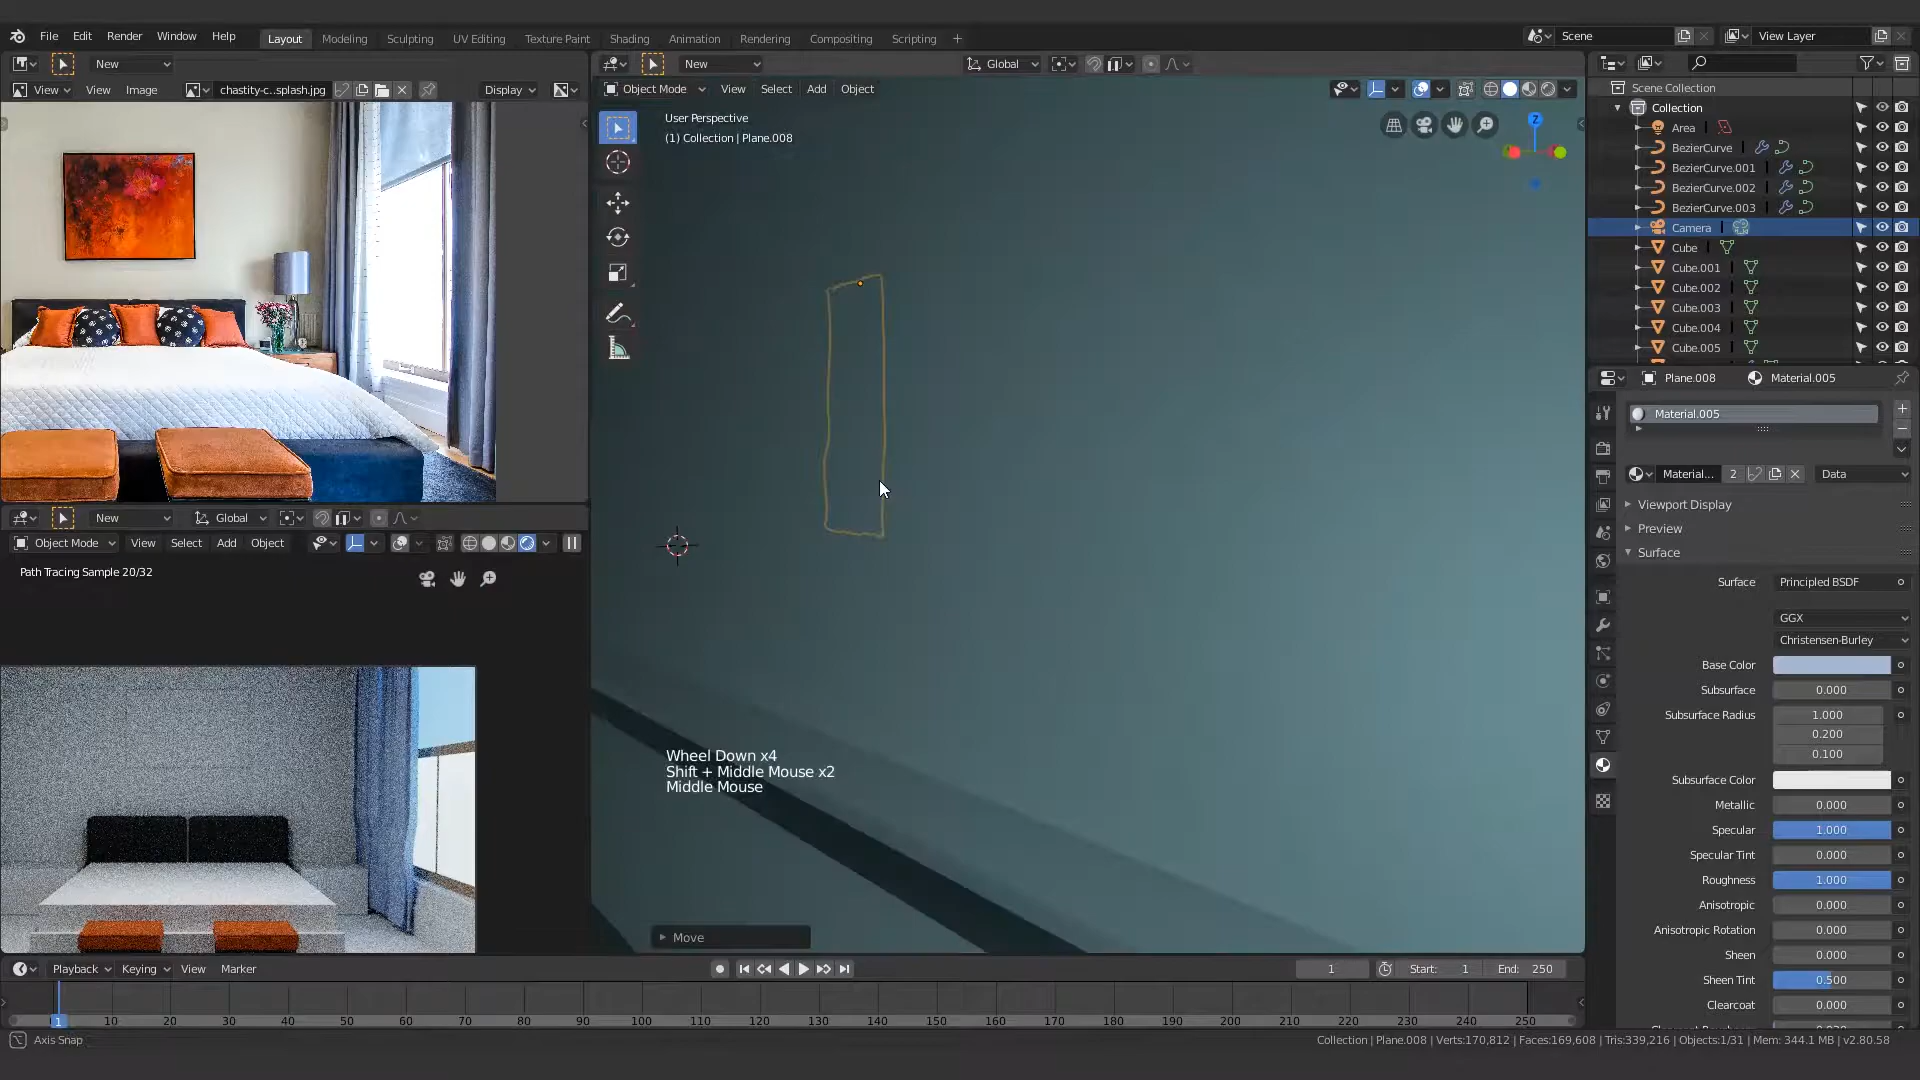 File Edit Render Window Help Layout Modeling Sculpting UV Editing Texture Paint Shading Animation Rendering Compositing Scripting + Scene View Layer
New
View View Image chastity-c..splash.jpg Display
New Global
Object Mode View Select Add Object
User Perspective
(1) Collection | Plane.008
Z
Wheel Down x4
Shift + Middle Mouse x2
Middle Mouse
Move
New Global
Object Mode View Select Add Object
Path Tracing Sample 20/32
Scene Collection
Collection
Area
BezierCurve
BezierCurve.001
BezierCurve.002
BezierCurve.003
Camera
Cube
Cube.001
Cube.002
Cube.003
Cube.004
Cube.005
Plane.008 Material.005
Material.005
Material... 2 Data
Viewport Display
Preview
Surface
Surface Principled BSDF
GGX
Christensen-Burley
Base Color
Subsurface 0.000
Subsurface Radius 1.000
0.200
0.100
Subsurface Color
Metallic 0.000
Specular 1.000
Specular Tint 0.000
Roughness 1.000
Anisotropic 0.000
Anisotropic Rotation 0.000
Sheen 0.000
Sheen Tint 0.500
Clearcoat 0.000
Playback Keying View Marker 1 Start: 1 End: 250
1 10 20 30 40 50 60 70 80 90 100 110 120 130 140 150 160 170 180 190 200 210 220 230 240 250
Axis Snap
Collection | Plane.008 | Verts:170,812 | Faces:169,608 | Tris:339,216 | Objects:1/31 | Mem: 344.1 MB | v2.80.58